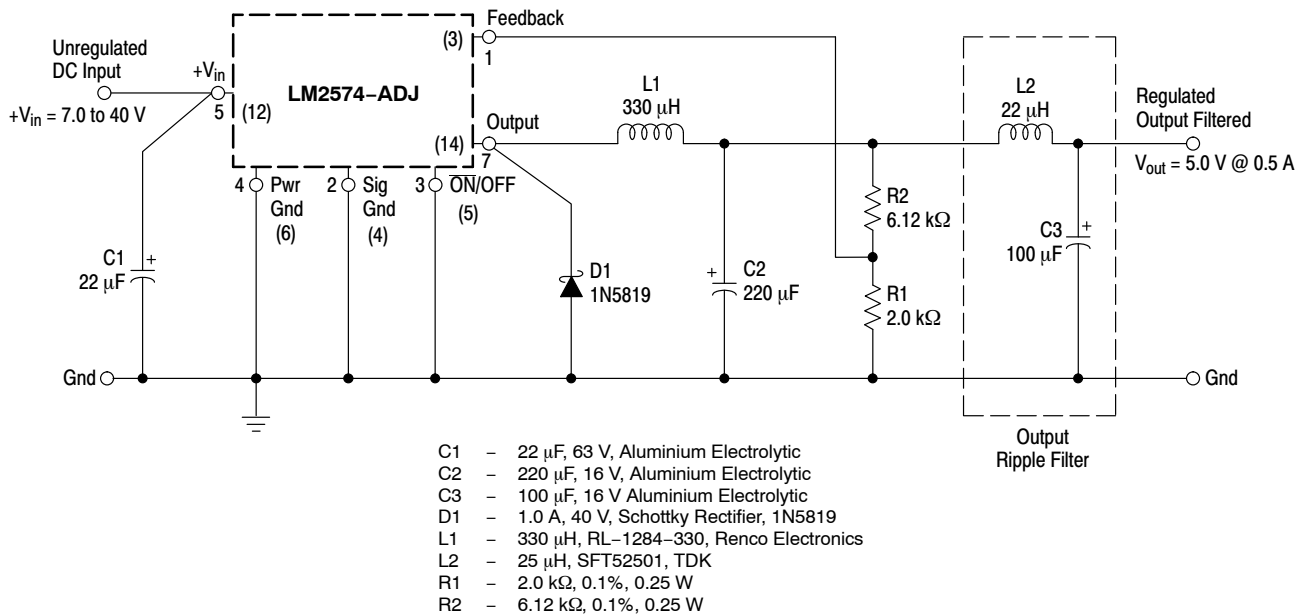 Feedback
(3)
1
Unregulated
DC Input
+Vin
LM2574−ADJ
L1
330 μH
L2
22 μH
Regulated
Output Filtered
+Vin = 7.0 to 40 V
5
(12)
Output
(14)
7
Vout = 5.0 V @ 0.5 A
4
Pwr
Gnd
(6)
2
Sig
Gnd
(4)
3
ON/OFF
(5)
R2
6.12 kΩ
C1
22 μF
+
D1
1N5819
+
C2
220 μF
R1
2.0 kΩ
C3
100 μF
+
Gnd
Gnd
Output
Ripple Filter
C1 – 22 μF, 63 V, Aluminium Electrolytic
C2 – 220 μF, 16 V, Aluminium Electrolytic
C3 – 100 μF, 16 V Aluminium Electrolytic
D1 – 1.0 A, 40 V, Schottky Rectifier, 1N5819
L1 – 330 μH, RL−1284−330, Renco Electronics
L2 – 25 μH, SFT52501, TDK
R1 – 2.0 kΩ, 0.1%, 0.25 W
R2 – 6.12 kΩ, 0.1%, 0.25 W